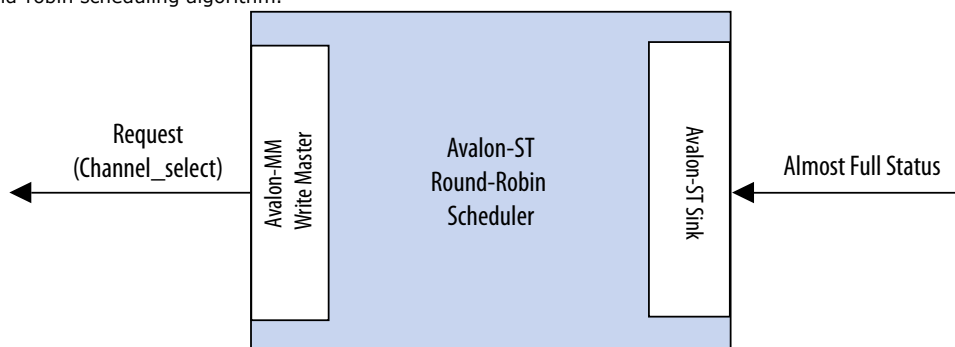 robin scheduling algorithm.
Request
(Channel_select)
Avalon-MM
Write Master
Avalon-ST
Round-Robin
Scheduler
Avalon-ST Sink
Almost Full Status